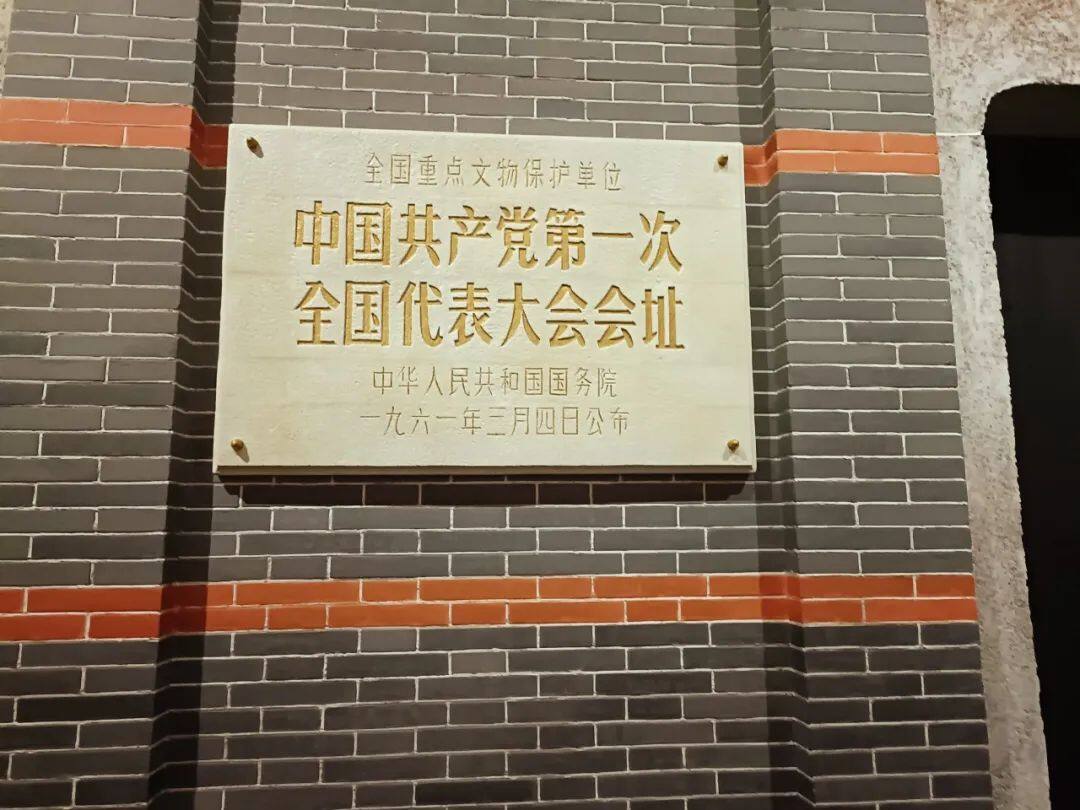 全国重点文物保护单位
中国共产党第一次
全国代表大会会址
中华人民共和国国务院
一九六一年三月四日公布